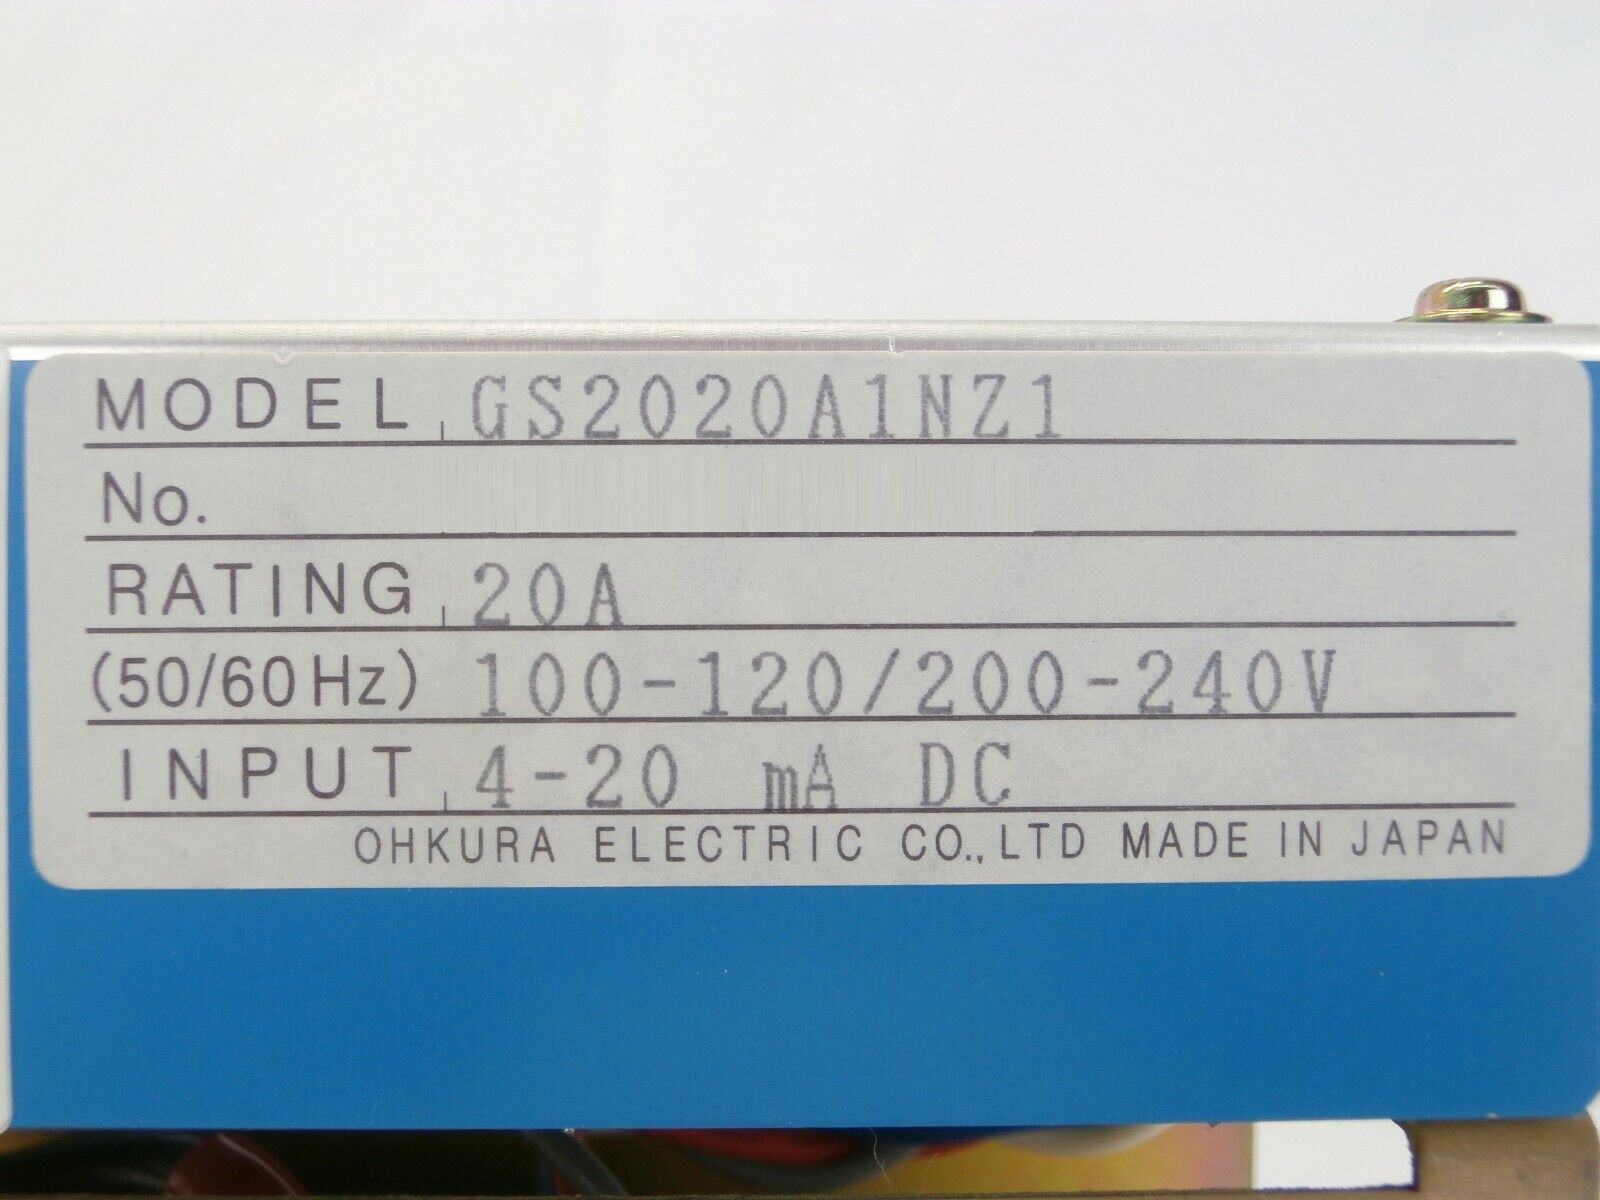 MODEL GS2020A1NZ1
No.
RATING 20A
(50/60Hz) 100-120/200-240V
INPUT 4-20 mA DC
OHKURA ELECTRIC CO.,LTD MADE IN JAPAN